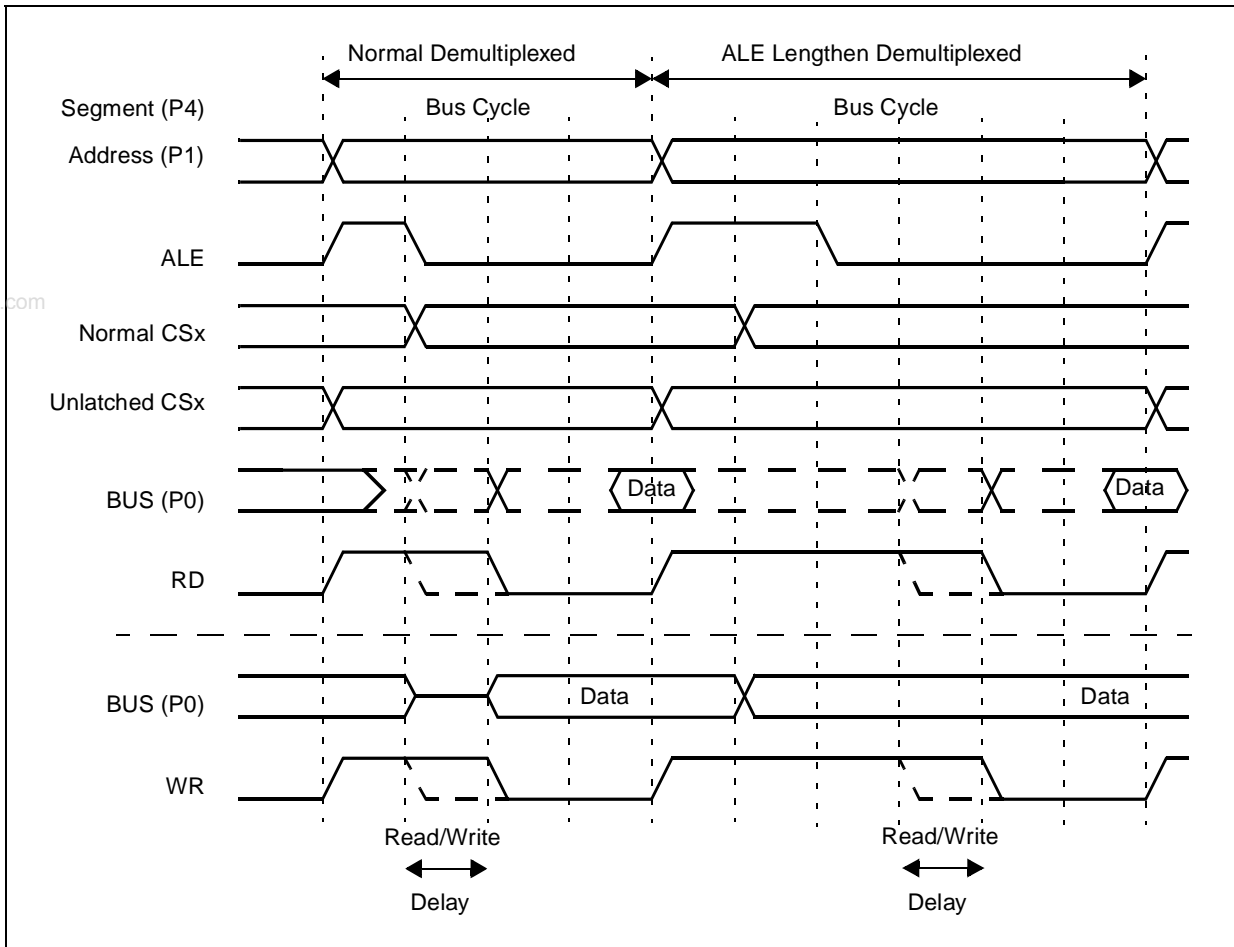 Normal Demultiplexed
ALE Lengthen Demultiplexed
Segment (P4)
Bus Cycle
Bus Cycle
Address (P1)
ALE
.com
Normal CSx
Unlatched CSx
BUS (P0)
Data
Data
RD
BUS (P0)
Data
Data
WR
Read/Write
Read/Write
Delay
Delay